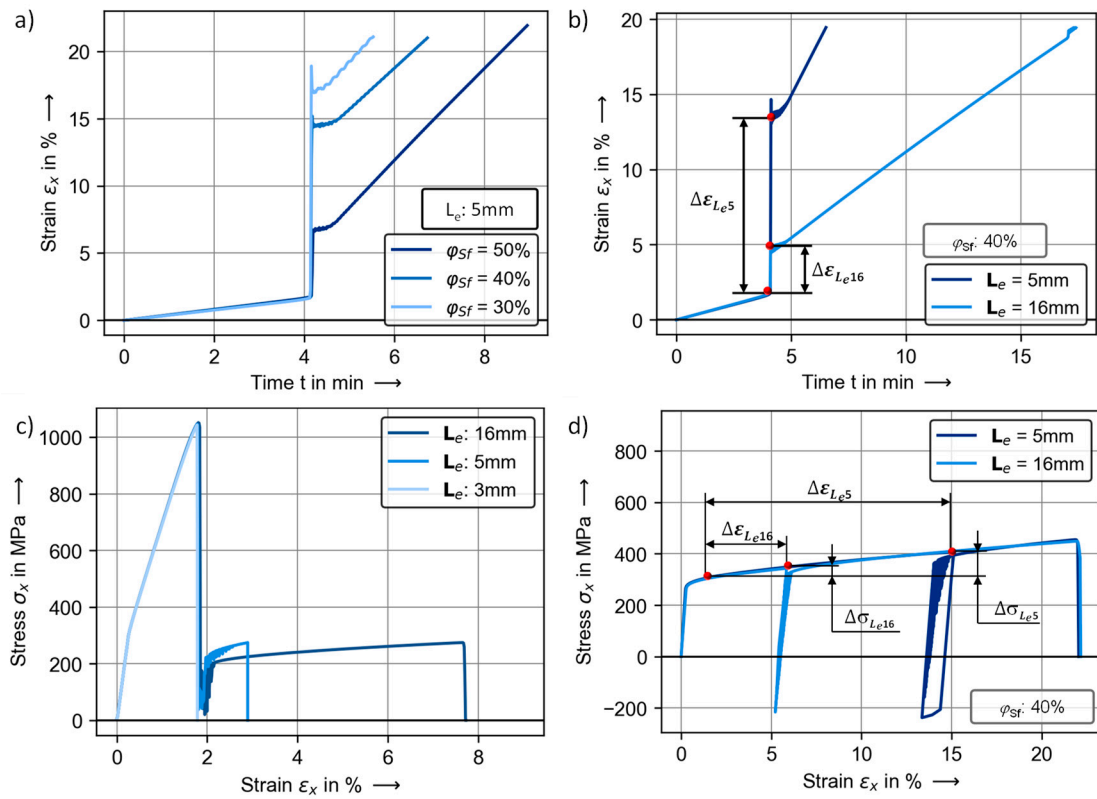 a)
Strain εx in % →
20
15
10
5
0
0
2
4
6
8
Time t in min →
Le: 5mm
φSf = 50%
φSf = 40%
φSf = 30%
b)
Strain εx in % →
20
15
10
5
0
0
5
10
15
Time t in min →
ΔεLe5
ΔεLe16
φSf: 40%
Le = 5mm
Le = 16mm
c)
Stress σx in MPa →
1000
800
600
400
200
0
0
2
4
6
8
Strain εx in % →
Le: 16mm
Le: 5mm
Le: 3mm
d)
Stress σx in MPa →
800
600
400
200
0
−200
0
5
10
15
20
Strain εx in % →
Le = 5mm
Le = 16mm
ΔεLe5
ΔεLe16
ΔσLe16
ΔσLe5
φSf: 40%